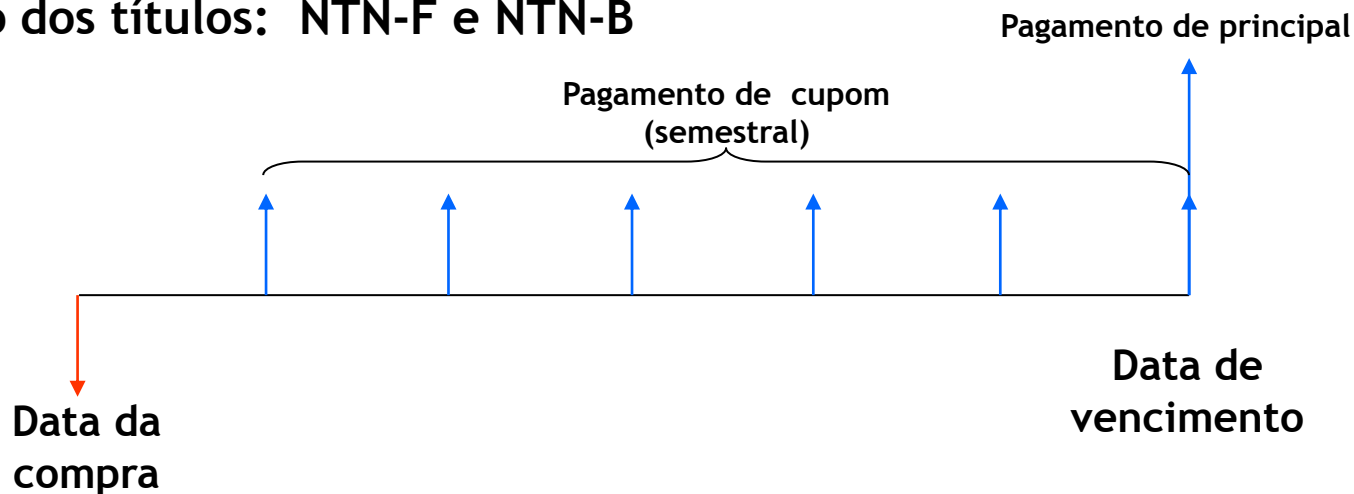 o dos títulos: NTN-F e NTN-B
Pagamento de principal
Pagamento de cupom
(semestral)
Data de
vencimento
Data da
compra